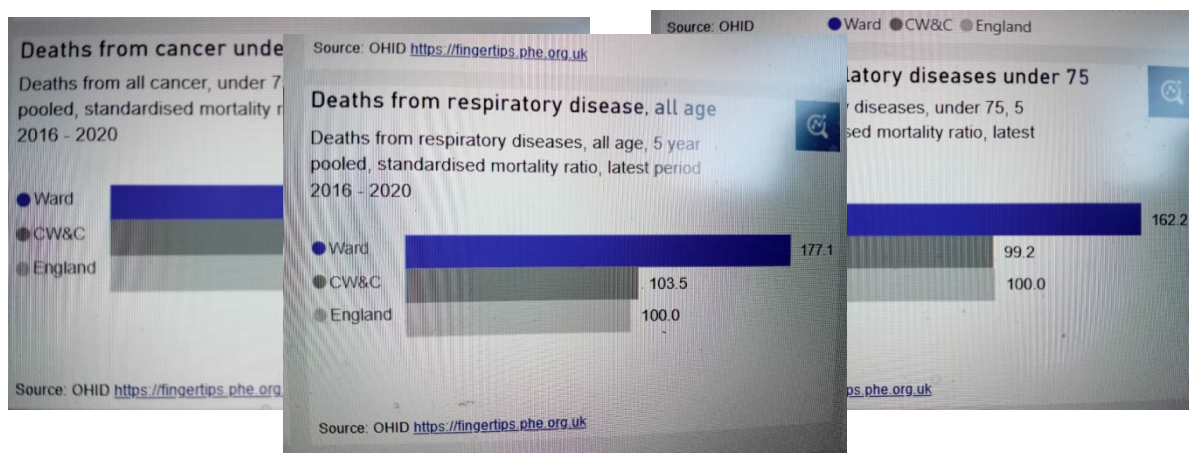 Deaths from cancer unde
Deaths from all cancer, under 7
pooled, standardised mortality r
2016 - 2020
Ward
CW&C
England
Source: OHID https://fingertips.phe.org
Source: OHID https://fingertips.phe.org.uk
Deaths from respiratory disease, all age
Deaths from respiratory diseases, all age, 5 year
pooled, standardised mortality ratio, latest period
2016 - 2020
Ward 177.1
CW&C 103.5
England 100.0
Source: OHID https://fingertips.phe.org.uk
Source: OHID Ward CW&C England
latory diseases under 75
diseases, under 75, 5
sed mortality ratio, latest
162.2
99.2
100.0
ps.phe.org.uk